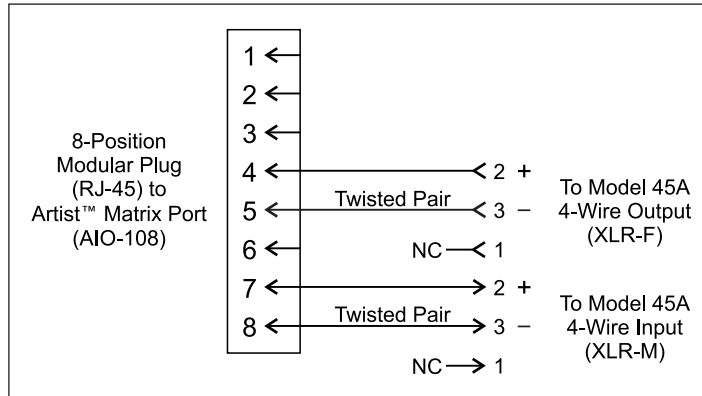 1
2
3
4
5
6
7
8
8-Position
Modular Plug
(RJ-45) to
Artist™ Matrix Port
(AIO-108)
Twisted Pair
2 +
3 –
NC 1
To Model 45A
4-Wire Output
(XLR-F)
Twisted Pair
2 +
3 –
NC 1
To Model 45A
4-Wire Input
(XLR-M)